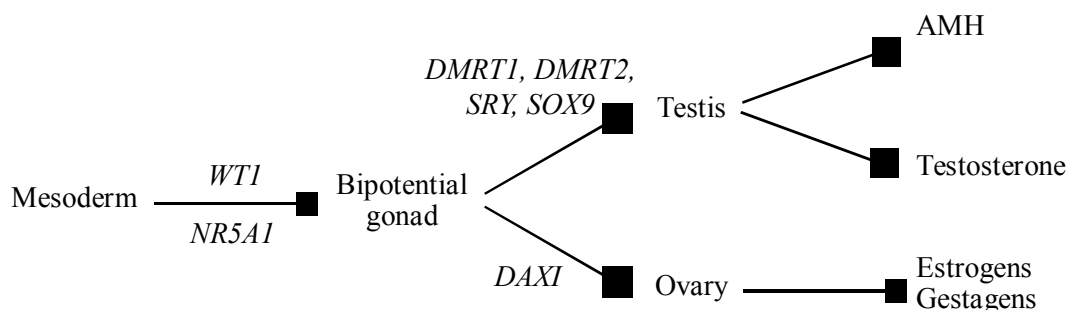 AMH
DMRT1, DMRT2,
SRY, SOX9
Testis
Testosterone
WT1
Mesoderm
Bipotential
gonad
NR5A1
DAXI
Ovary
Estrogens
Gestagens